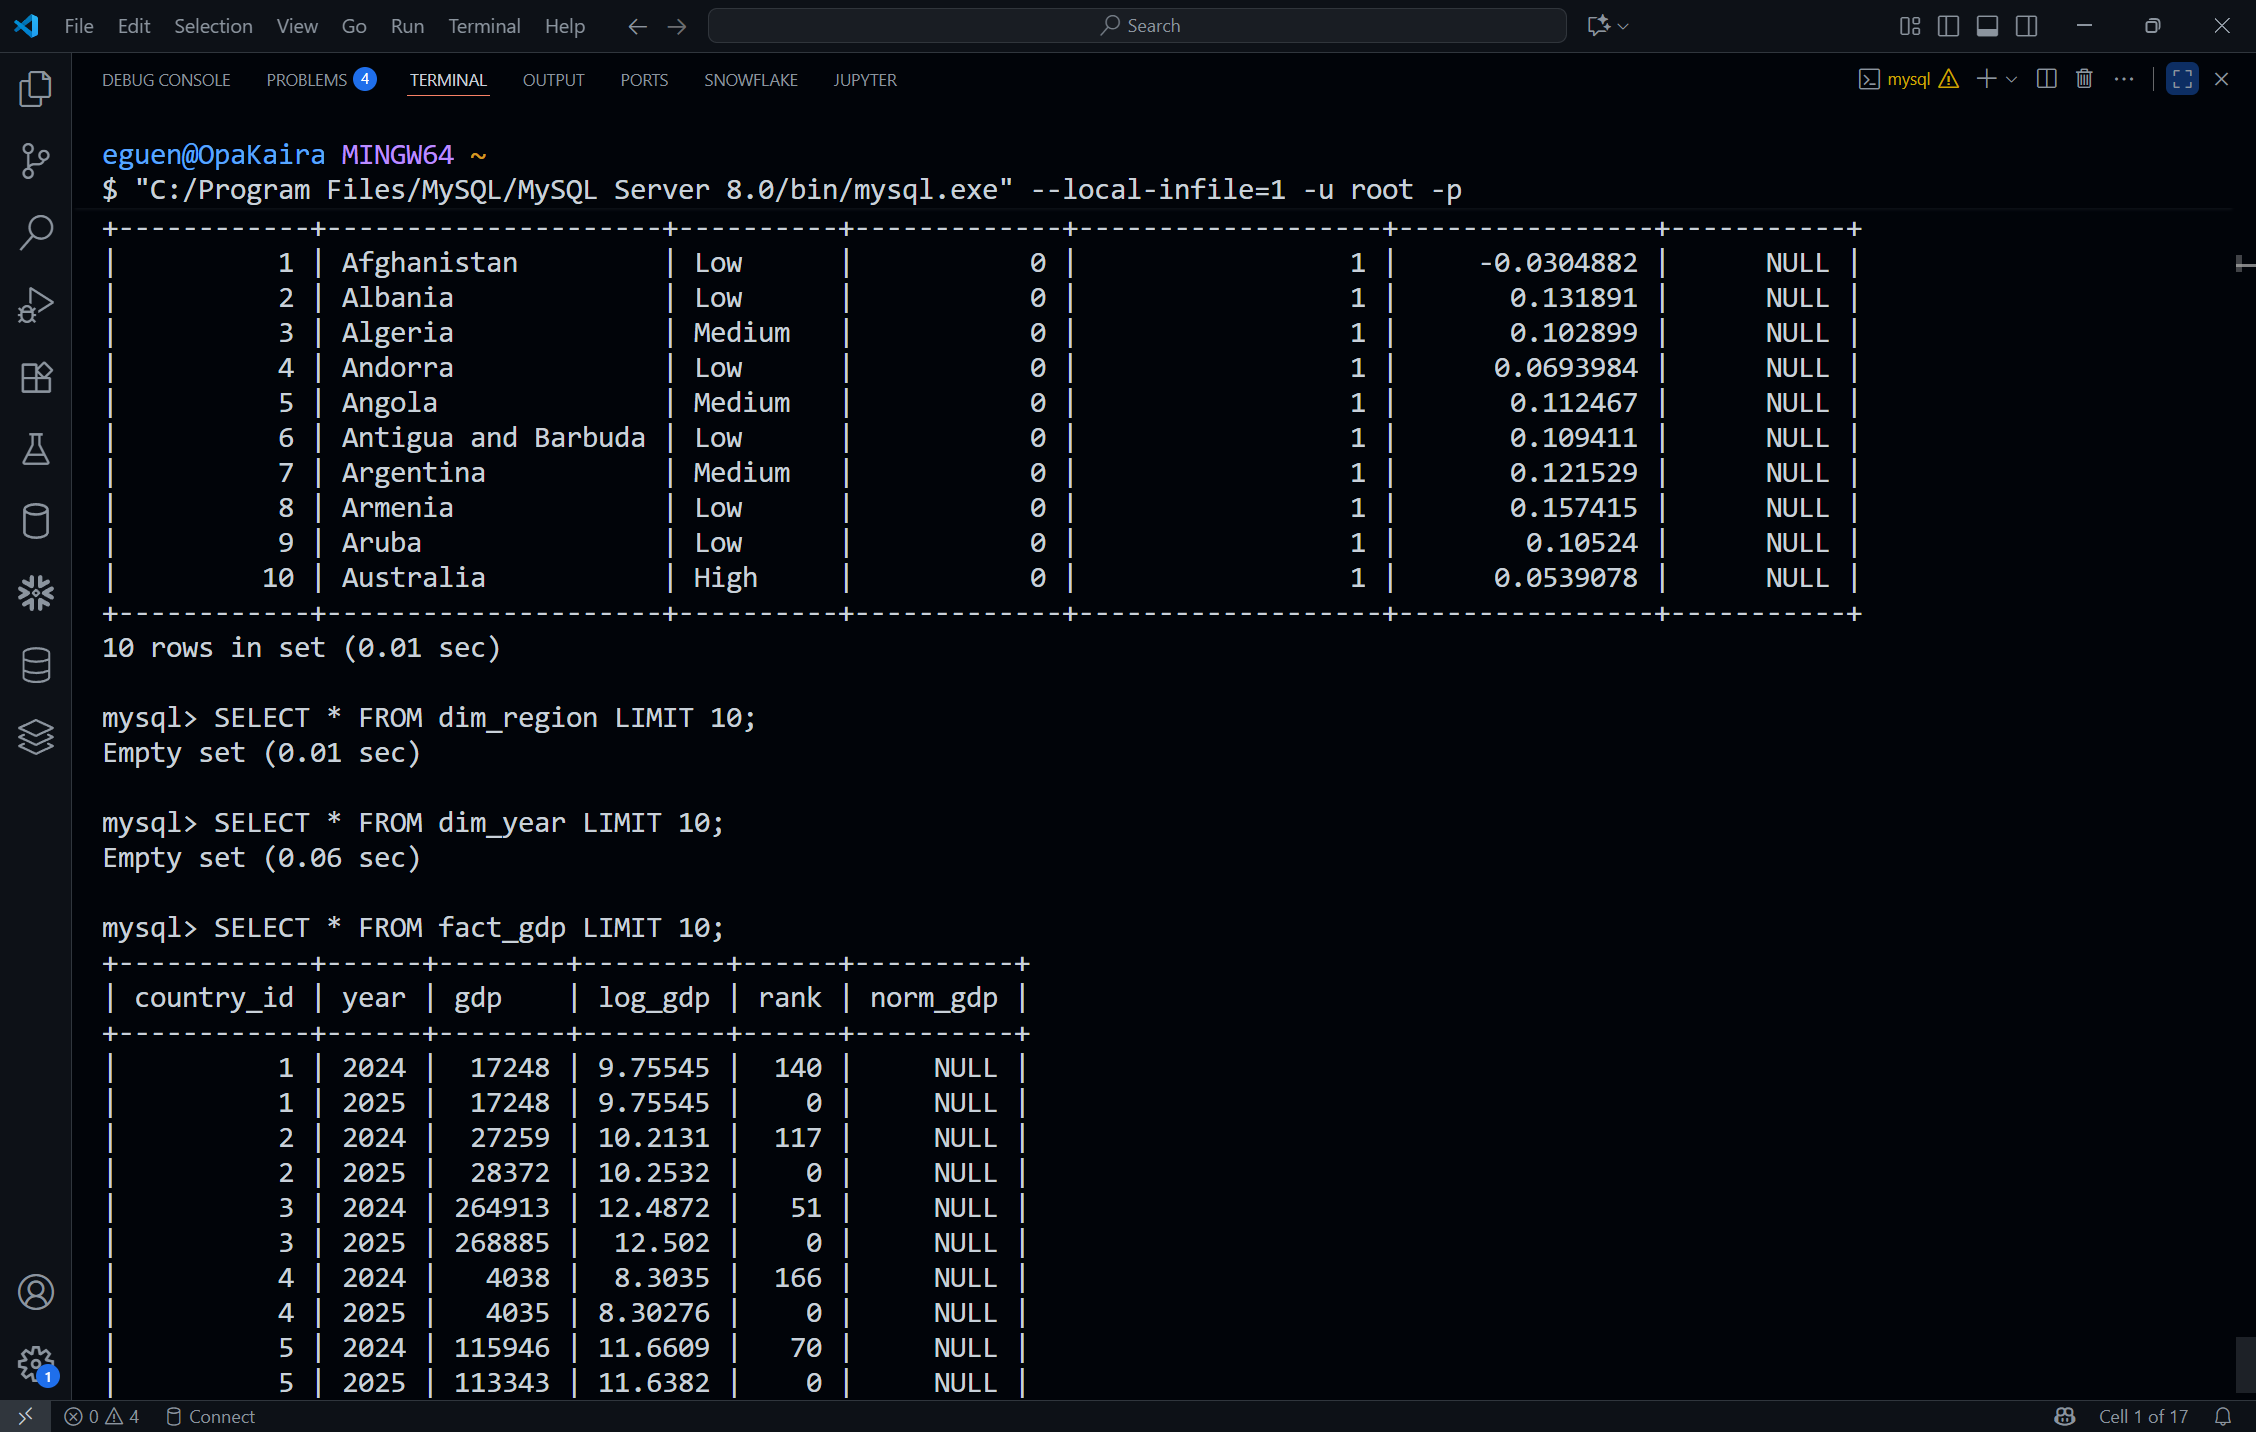 File Edit Selection View Go Run Terminal Help Search
DEBUG CONSOLE PROBLEMS 4 TERMINAL OUTPUT PORTS SNOWFLAKE JUPYTER mysql
eguen@OpaKaira MINGW64 ~
$ "C:/Program Files/MySQL/MySQL Server 8.0/bin/mysql.exe" --local-infile=1 -u root -p
+------------+---------------------+----------+-------------+-------------------+----------------+-----------+
|          1 | Afghanistan         | Low      |           0 |                 1 |     -0.0304882 |      NULL |
|          2 | Albania             | Low      |           0 |                 1 |       0.131891 |      NULL |
|          3 | Algeria             | Medium   |           0 |                 1 |       0.102899 |      NULL |
|          4 | Andorra             | Low      |           0 |                 1 |      0.0693984 |      NULL |
|          5 | Angola              | Medium   |           0 |                 1 |       0.112467 |      NULL |
|          6 | Antigua and Barbuda | Low      |           0 |                 1 |       0.109411 |      NULL |
|          7 | Argentina           | Medium   |           0 |                 1 |       0.121529 |      NULL |
|          8 | Armenia             | Low      |           0 |                 1 |       0.157415 |      NULL |
|          9 | Aruba               | Low      |           0 |                 1 |        0.10524 |      NULL |
|         10 | Australia           | High     |           0 |                 1 |      0.0539078 |      NULL |
+------------+---------------------+----------+-------------+-------------------+----------------+-----------+
10 rows in set (0.01 sec)
mysql> SELECT * FROM dim_region LIMIT 10;
Empty set (0.01 sec)
mysql> SELECT * FROM dim_year LIMIT 10;
Empty set (0.06 sec)
mysql> SELECT * FROM fact_gdp LIMIT 10;
+------------+------+--------+---------+------+----------+
| country_id | year | gdp    | log_gdp | rank | norm_gdp |
+------------+------+--------+---------+------+----------+
|          1 | 2024 |  17248 | 9.75545 |  140 |     NULL |
|          1 | 2025 |  17248 | 9.75545 |    0 |     NULL |
|          2 | 2024 |  27259 | 10.2131 |  117 |     NULL |
|          2 | 2025 |  28372 | 10.2532 |    0 |     NULL |
|          3 | 2024 | 264913 | 12.4872 |   51 |     NULL |
|          3 | 2025 | 268885 |  12.502 |    0 |     NULL |
|          4 | 2024 |   4038 |  8.3035 |  166 |     NULL |
|          4 | 2025 |   4035 | 8.30276 |    0 |     NULL |
|          5 | 2024 | 115946 | 11.6609 |   70 |     NULL |
|          5 | 2025 | 113343 | 11.6382 |    0 |     NULL |
1
0 4 Connect Cell 1 of 17